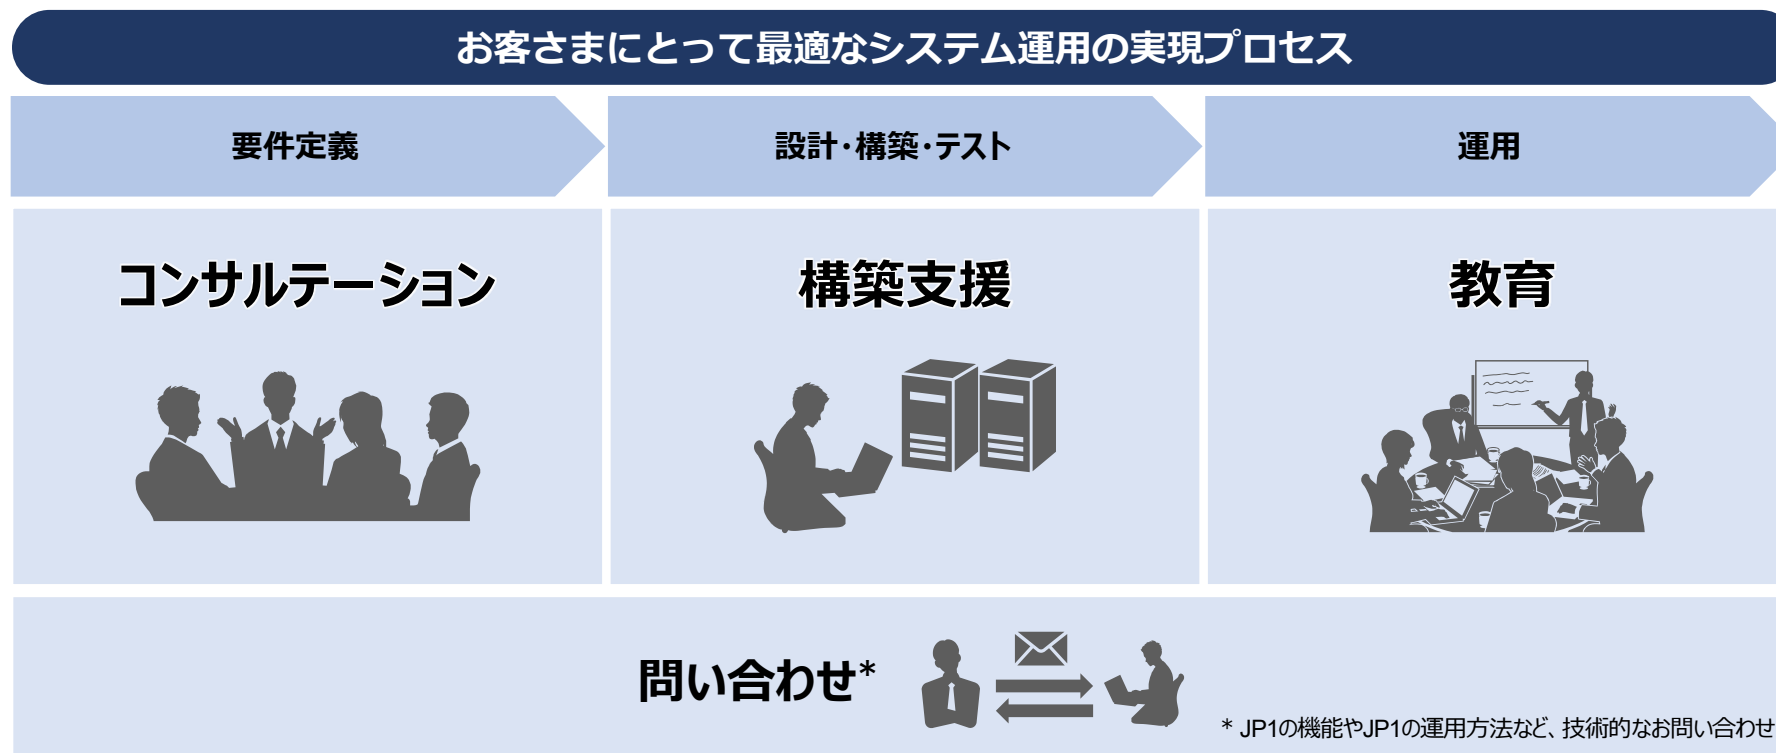 お客さまにとって最適なシステム運用の実現プロセス
要件定義
設計・構築・テスト
運用
コンサルテーション
構築支援
教育
問い合わせ*
* JP1の機能やJP1の運用方法など、技術的なお問い合わせ